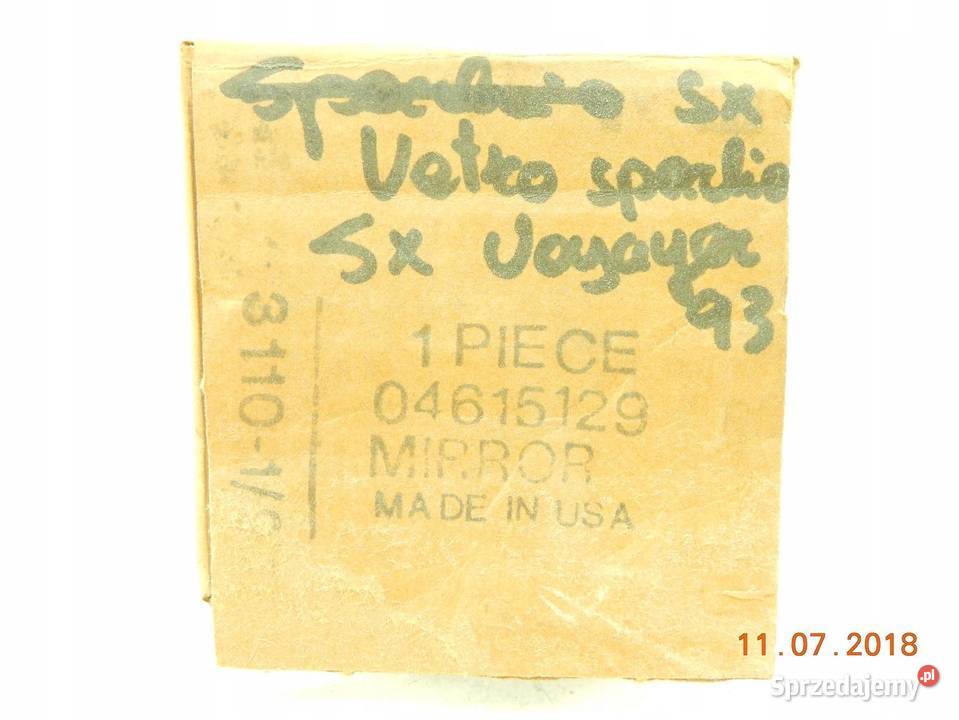 Sx
Vetro specchio
Sx Voyager
93
1 PIECE
04615129
MIRROR
MADE IN USA
3110-1/
11.07.2018
Sprzedajemy.pl